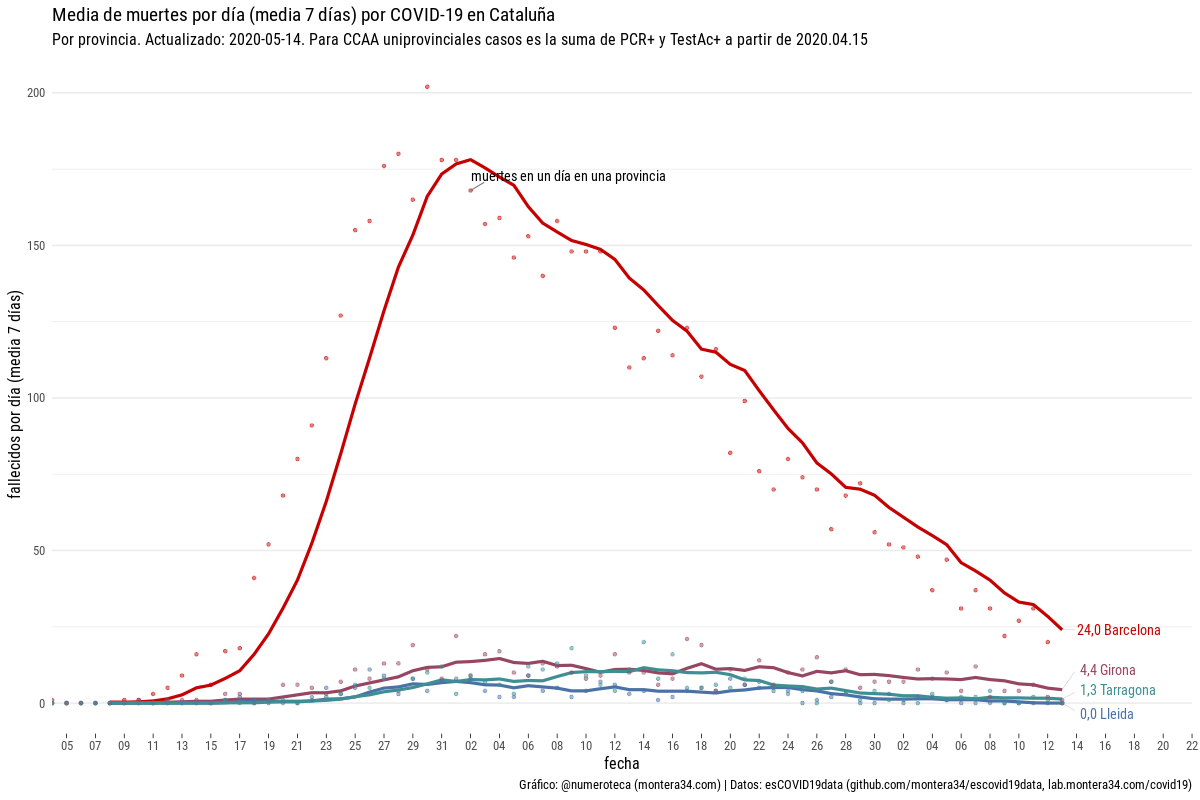 Media de muertes por día (media 7 días) por COVID-19 en Cataluña
Por provincia. Actualizado: 2020-05-14. Para CCAA uniprovinciales casos es la suma de PCR+ y TestAc+ a partir de 2020.04.15
200
muertes en un día en una provincia
150
100
50
0
fallecidos por día (media 7 días)
24,0 Barcelona
4,4 Girona
1,3 Tarragona
0,0 Lleida
05 07 09 11 13 15 17 19 21 23 25 27 29 31 02 04 06 08 10 12 14 16 18 20 22 24 26 28 30 02 04 06 08 10 12 14 16 18 20 22
fecha
Gráfico: @numeroteca (montera34.com) | Datos: esCOVID19data (github.com/montera34/escovid19data, lab.montera34.com/covid19)